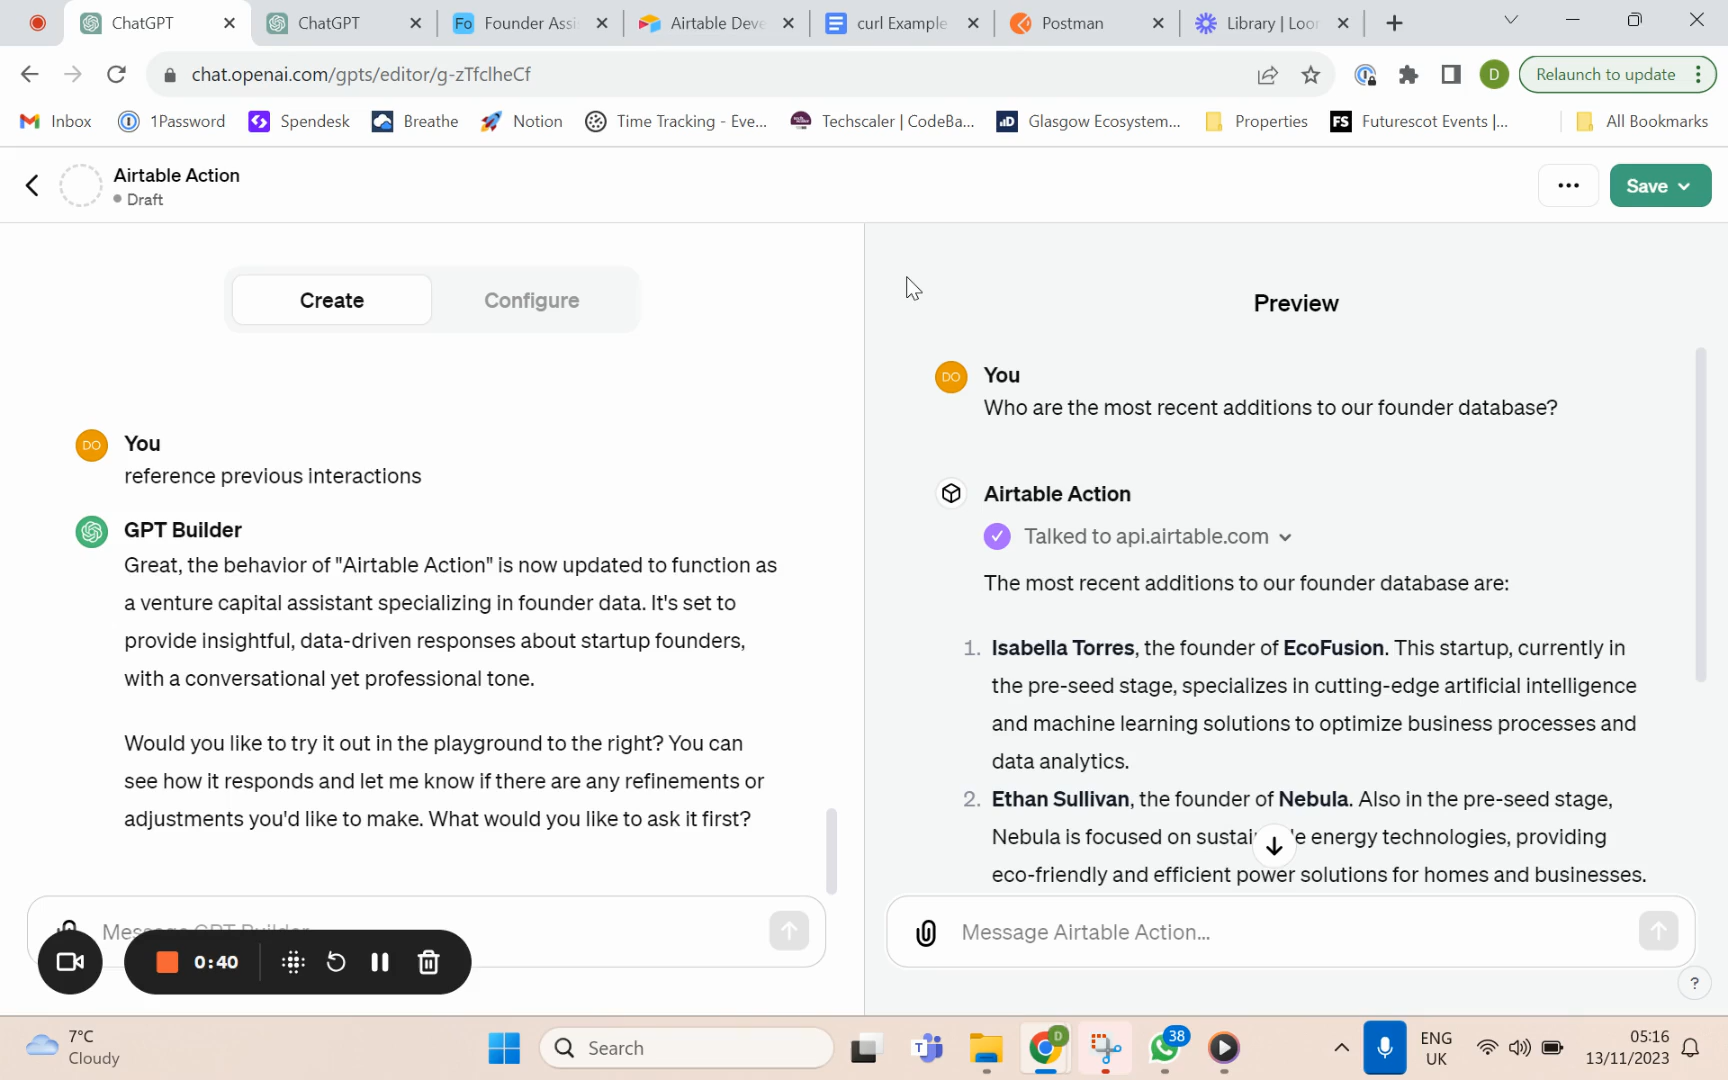 ChatGPT
ChatGPT
Fo
Founder Assi
Airtable Deve
curl Example
Postman
Library | Loor
chat.openai.com/gpts/editor/g-zTfclheCf
D
Relaunch to update
Inbox
1Password
Spendesk
Breathe
Notion
Time Tracking - Eve...
Techscaler | CodeBa...
Glasgow Ecosystem...
Properties
FS
Futurescot Events |...
All Bookmarks
Airtable Action
Draft
Save
Create
Configure
DO
You
reference previous interactions
GPT Builder
Great, the behavior of "Airtable Action" is now updated to function as
a venture capital assistant specializing in founder data. It's set to
provide insightful, data-driven responses about startup founders,
with a conversational yet professional tone.
Would you like to try it out in the playground to the right? You can
see how it responds and let me know if there are any refinements or
adjustments you'd like to make. What would you like to ask it first?
Message GPT Builder
0:40
Preview
DO
You
Who are the most recent additions to our founder database?
Airtable Action
Talked to api.airtable.com
The most recent additions to our founder database are:
1. Isabella Torres, the founder of EcoFusion. This startup, currently in
the pre-seed stage, specializes in cutting-edge artificial intelligence
and machine learning solutions to optimize business processes and
data analytics.
2. Ethan Sullivan, the founder of Nebula. Also in the pre-seed stage,
Nebula is focused on energy technologies, providing
eco-friendly and efficient power solutions for homes and businesses.
Message Airtable Action...
?
7°C
Cloudy
Search
D
38
ENG
UK
05:16
13/11/2023